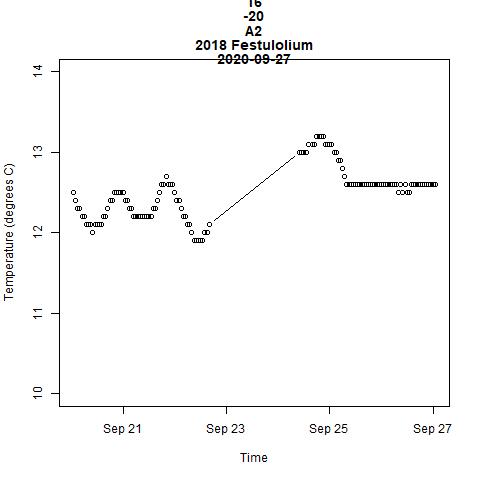 16
-20
A2
2018 Festulolium
2020-09-27
Temperature (degrees C)
14
13
12
11
10
Sep 21
Sep 23
Sep 25
Sep 27
Time